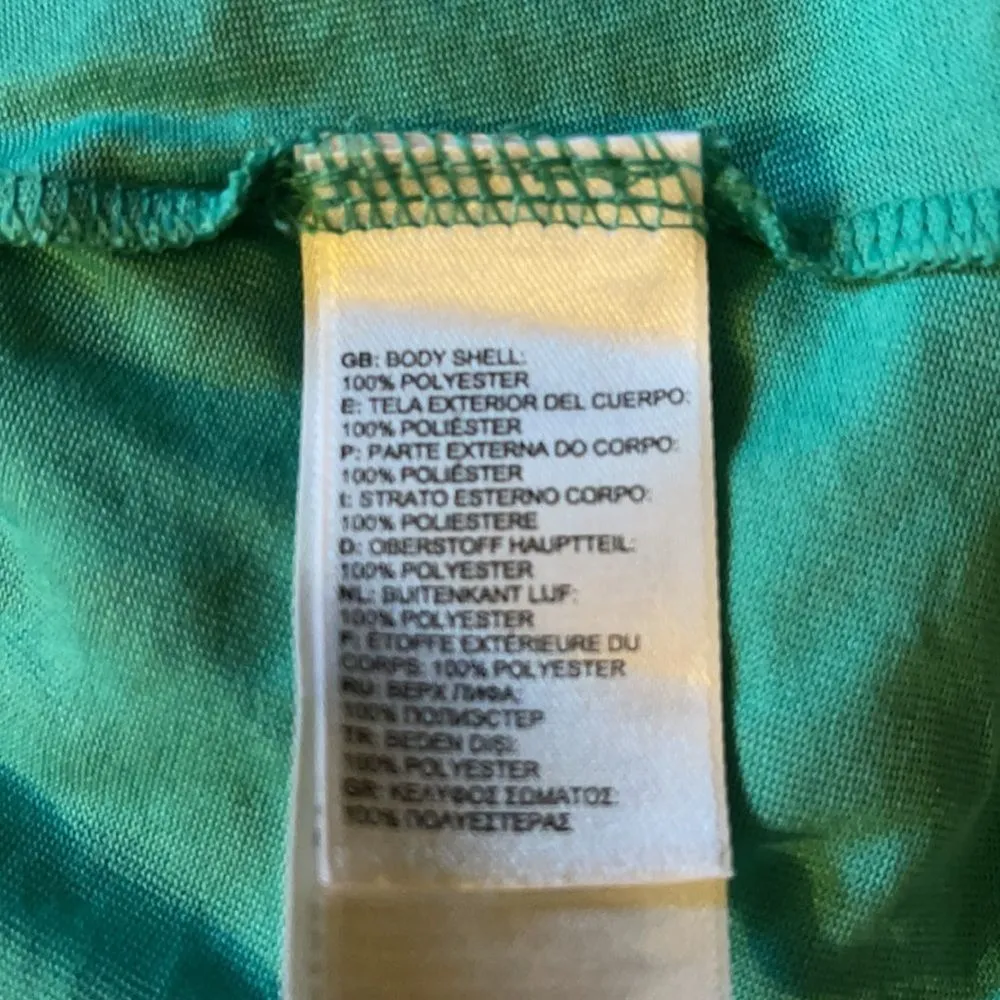 GB: BODY SHELL:
100% POLYESTER
E: TELA EXTERIOR DEL CUERPO:
100% POLIÉSTER
P: PARTE EXTERNA DO CORPO:
100% POLIÉSTER
I: STRATO ESTERNO CORPO:
100% POLIESTERE
D: OBERSTOFF HAUPTTEIL:
100% POLYESTER
NL: BUITENKANT LIJF:
100% POLYESTER
F: ÉTOFFE EXTÉRIEURE DU
CORPS: 100% POLYESTER
RU: ВЕРХ ЛИФА:
100% ПОЛИЭСТЕР
TR: BEDEN DIŞI:
100% POLYESTER
GR: ΚΕΛΥΦΟΣ ΣΩΜΑΤΟΣ:
100% ΠΟΛΥΕΣΤΕΡΑΣ